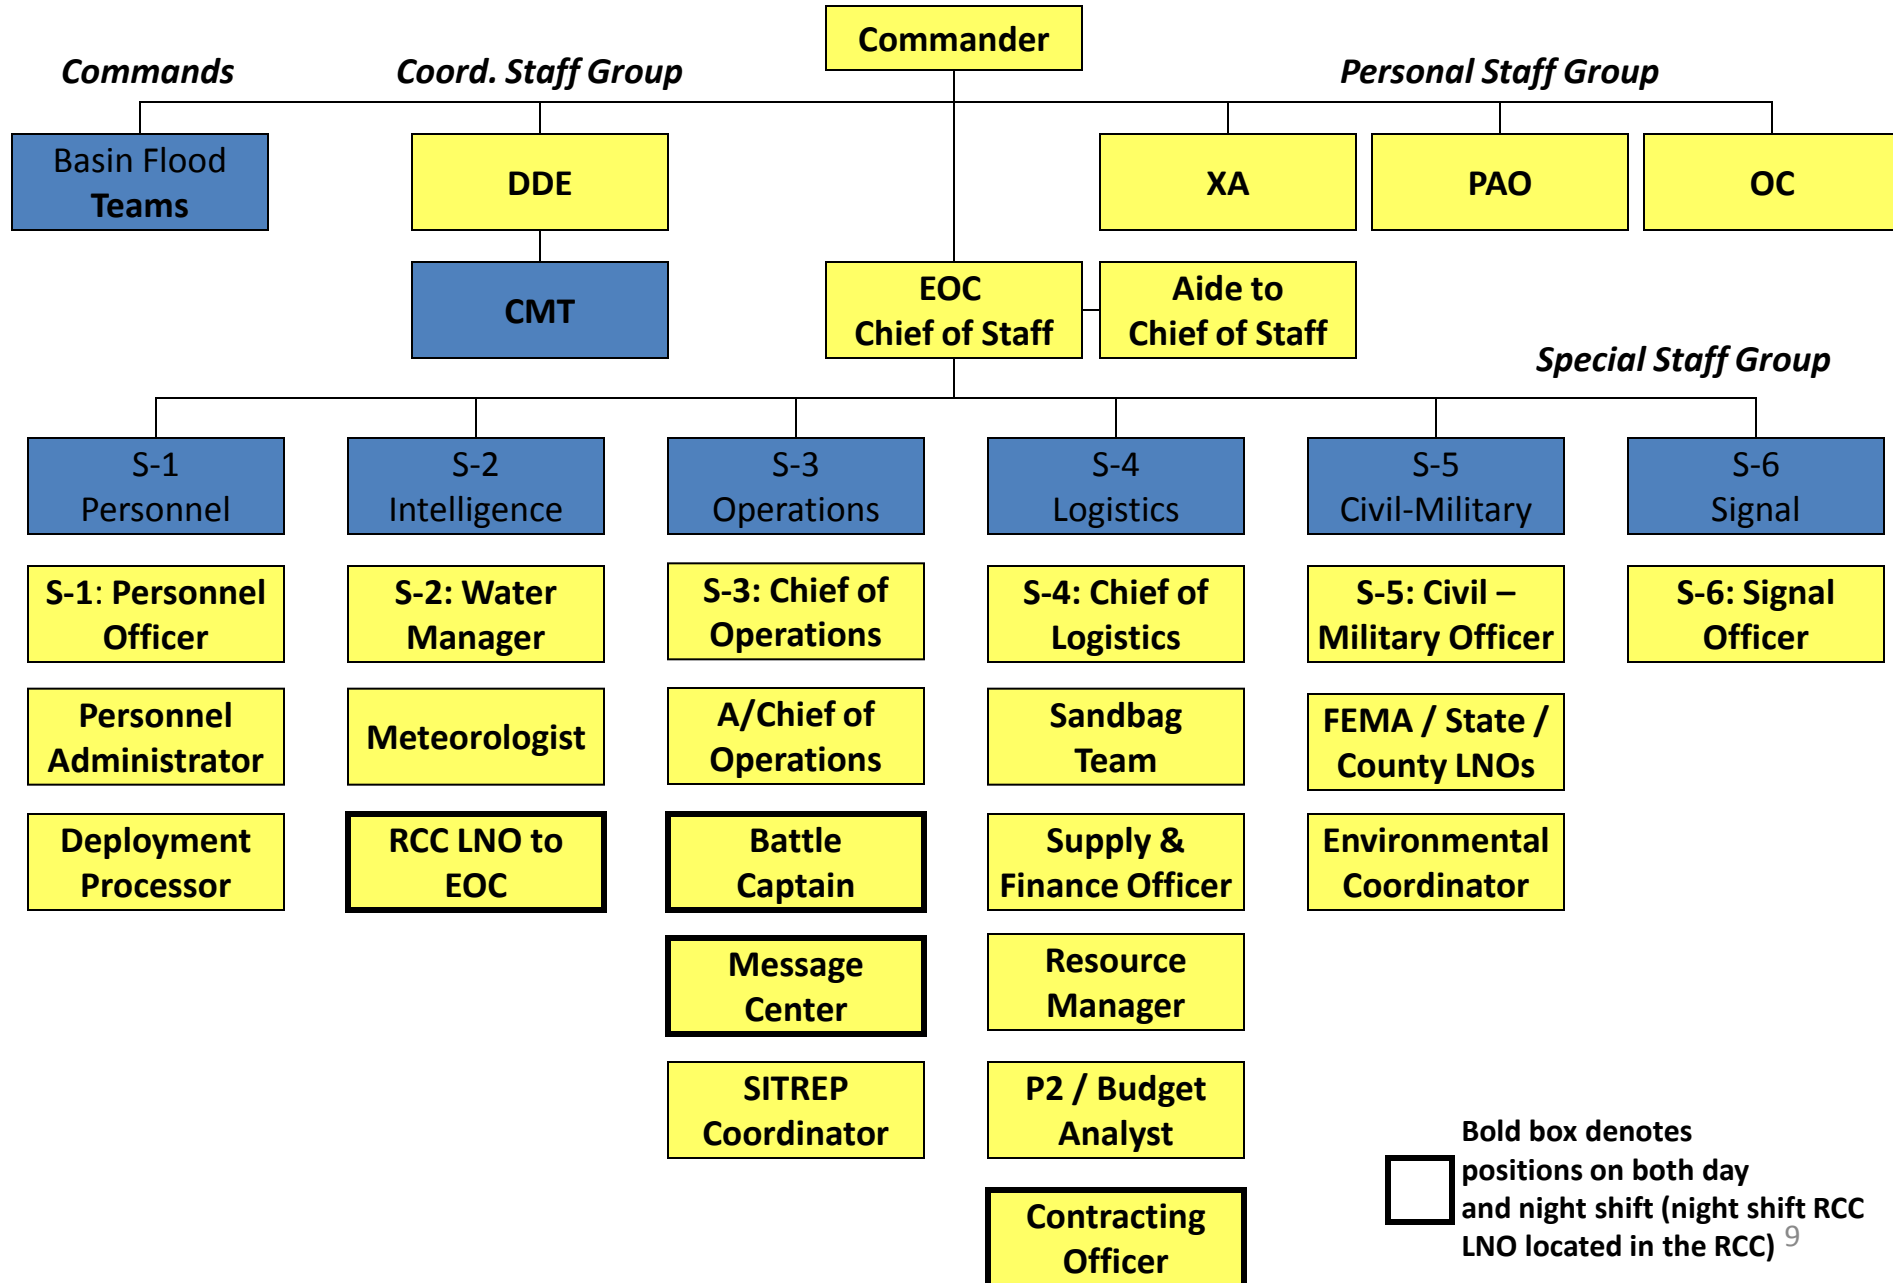 Commander
Commands
Coord. Staff Group
Personal Staff Group
Basin Flood
Teams
DDE
XA
PAO
OC
CMT
EOC
Chief of Staff
Aide to
Chief of Staff
Special Staff Group
S-1
Personnel
S-2
Intelligence
S-3
Operations
S-4
Logistics
S-5
Civil-Military
S-6
Signal
S-1: Personnel
Officer
S-2: Water
Manager
S-3: Chief of
Operations
S-4: Chief of
Logistics
S-5: Civil –
Military Officer
S-6: Signal
Officer
Personnel
Administrator
Meteorologist
A/Chief of
Operations
Sandbag
Team
FEMA / State /
County LNOs
Deployment
Processor
RCC LNO to
EOC
Battle
Captain
Supply &
Finance Officer
Environmental
Coordinator
Message
Center
Resource
Manager
SITREP
Coordinator
P2 / Budget
Analyst
Contracting
Officer
Bold box denotes
positions on both day
and night shift (night shift RCC
LNO located in the RCC)
9